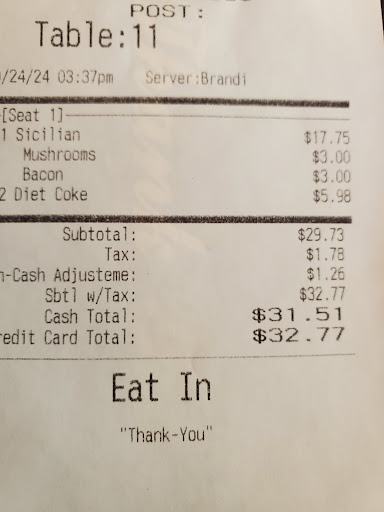 POST:
Table:11
/24/24 03:37pm Server:Brandi
[Seat 1]
1 Sicilian $17.75
Mushrooms $3.00
Bacon $3.00
2 Diet Coke $5.98
Subtotal: $29.73
Tax: $1.78
n-Cash Adjusteme: $1.26
Sbtl w/Tax: $32.77
Cash Total: $31.51
redit Card Total: $32.77
Eat In
"Thank-You"